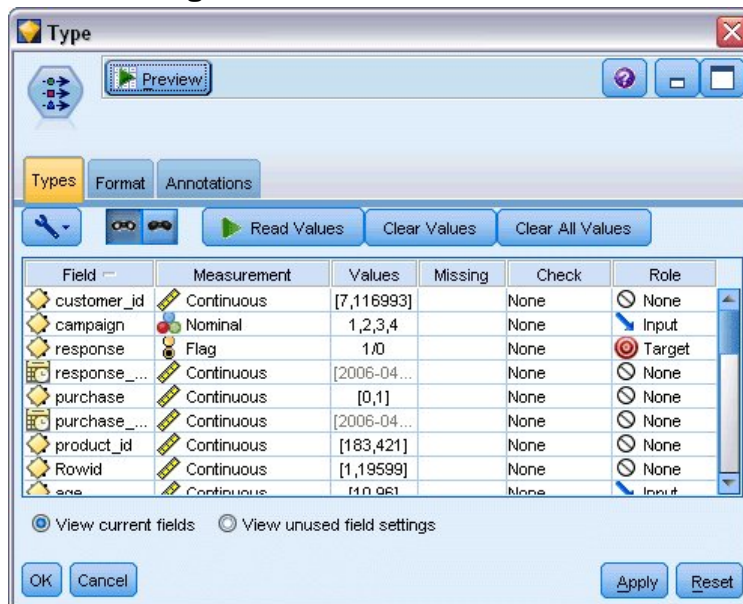 Type
Preview
Types Format Annotations
Read Values Clear Values Clear All Values
Field Measurement Values Missing Check Role
customer_id Continuous [7,116993] None None
campaign Nominal 1,2,3,4 None Input
response Flag 1/0 None Target
response_... Continuous [2006-04... None None
purchase Continuous [0,1] None None
purchase_... Continuous [2006-04... None None
product_id Continuous [183,421] None None
Rowid Continuous [1,19599] None None
age Continuous [10,96] None Input
View current fields View unused field settings
OK Cancel Apply Reset